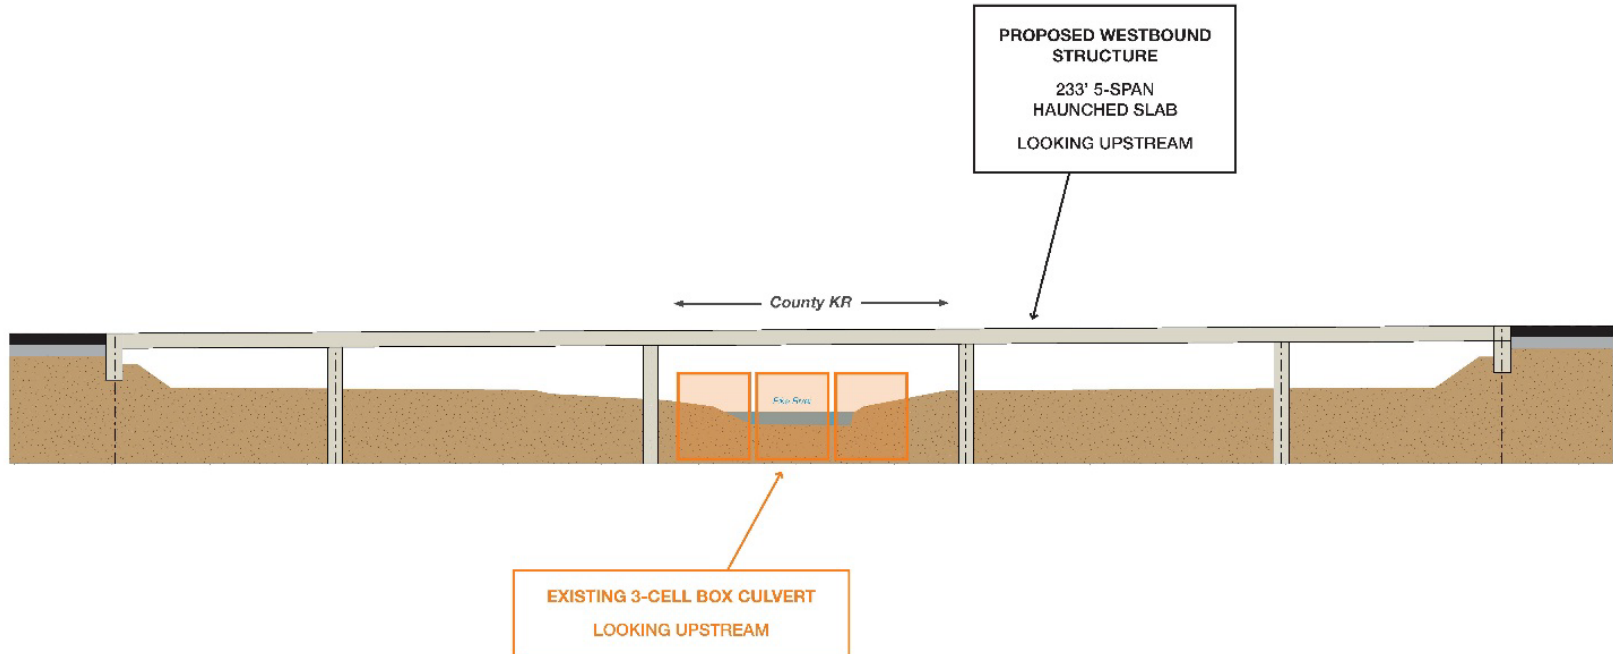 PROPOSED WESTBOUND
STRUCTURE
233' 5-SPAN
HAUNCHED SLAB
LOOKING UPSTREAM
County KR
EXISTING 3-CELL BOX CULVERT
LOOKING UPSTREAM